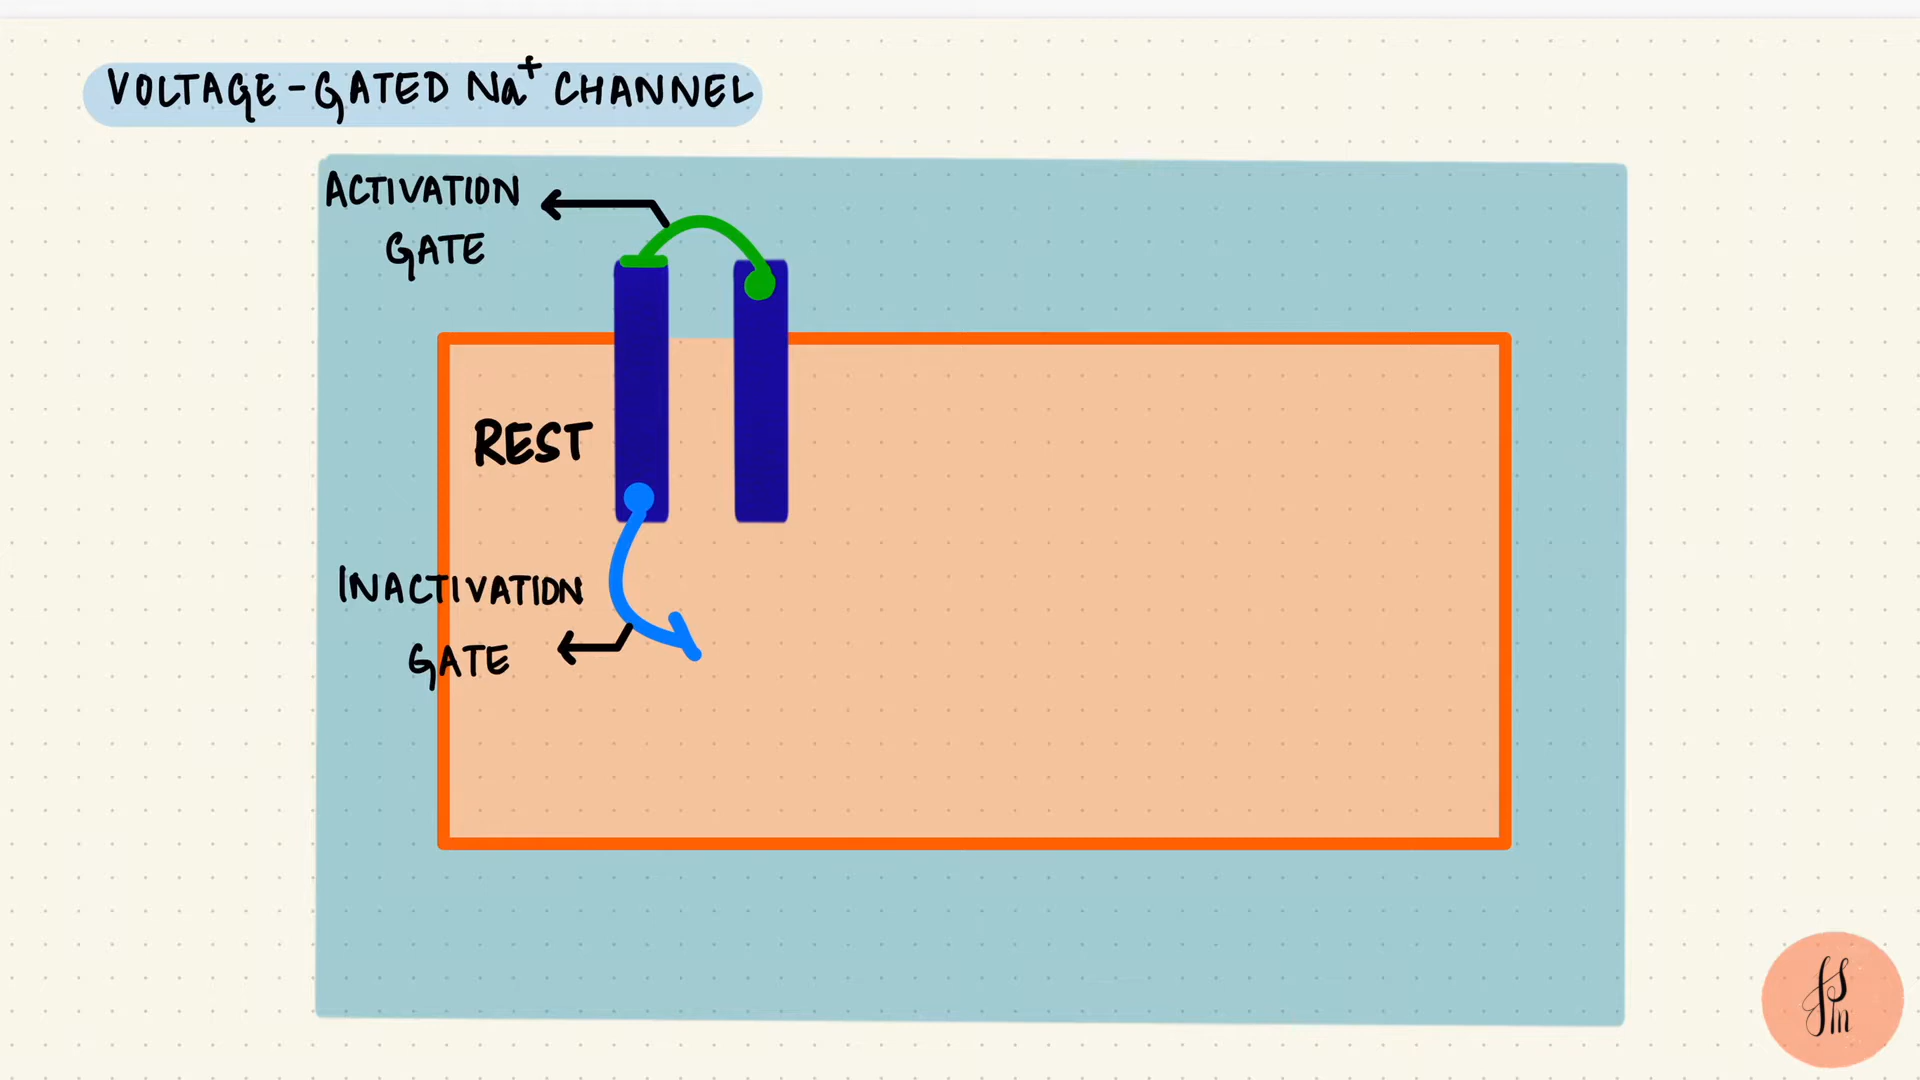 VOLTAGE-GATED Na⁺ CHANNEL
ACTIVATION
GATE
REST
INACTIVATION
GATE